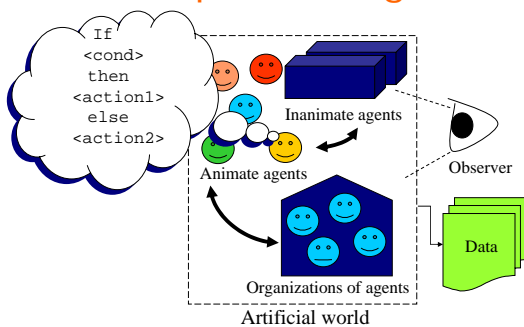 If
<cond>
then
<action1>
else
<action2>
Inanimate agents
Animate agents
Observer
Data
Organizations of agents
Artificial world